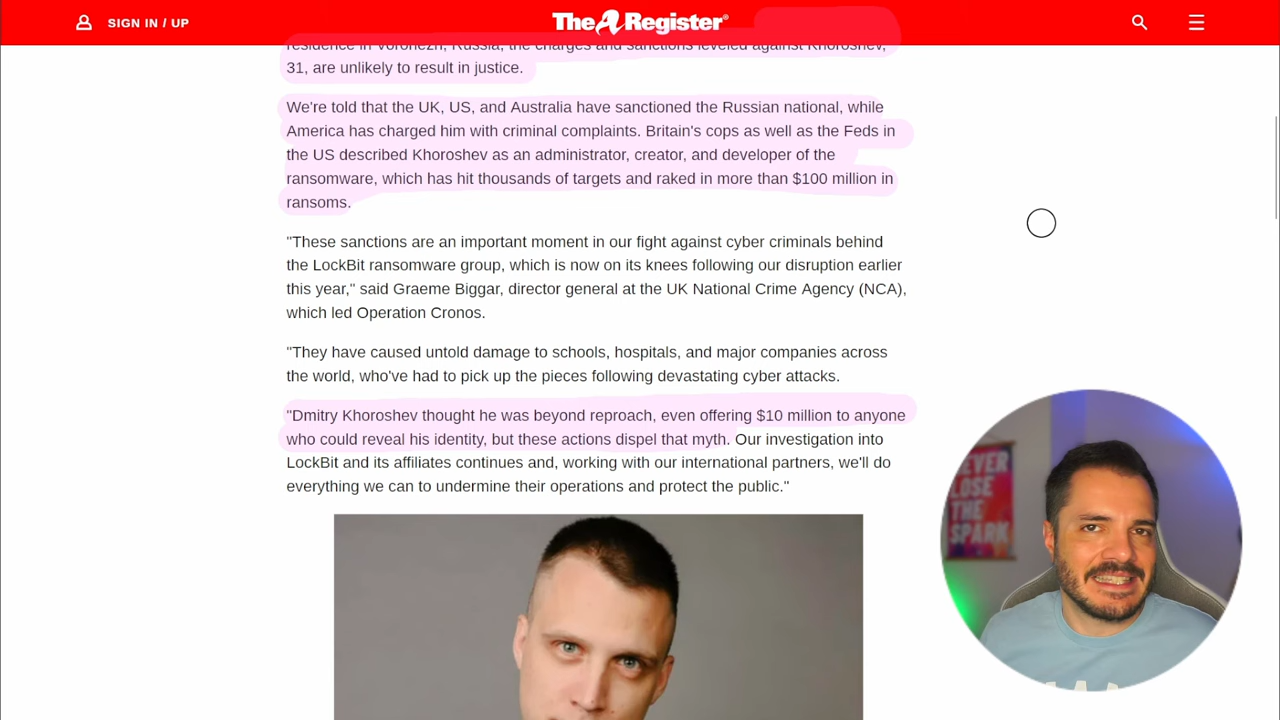 SIGN IN / UP
The Register®
residence in Voronezh, Russia, the charges and sanctions leveled against Khoroshev,
31, are unlikely to result in justice.
We're told that the UK, US, and Australia have sanctioned the Russian national, while
America has charged him with criminal complaints. Britain's cops as well as the Feds in
the US described Khoroshev as an administrator, creator, and developer of the
ransomware, which has hit thousands of targets and raked in more than $100 million in
ransoms.
"These sanctions are an important moment in our fight against cyber criminals behind
the LockBit ransomware group, which is now on its knees following our disruption earlier
this year," said Graeme Biggar, director general at the UK National Crime Agency (NCA),
which led Operation Cronos.
"They have caused untold damage to schools, hospitals, and major companies across
the world, who've had to pick up the pieces following devastating cyber attacks.
"Dmitry Khoroshev thought he was beyond reproach, even offering $10 million to anyone
who could reveal his identity, but these actions dispel that myth. Our investigation into
LockBit and its affiliates continues and, working with our international partners, we'll do
everything we can to undermine their operations and protect the public."
LOSE
THE
SPARK